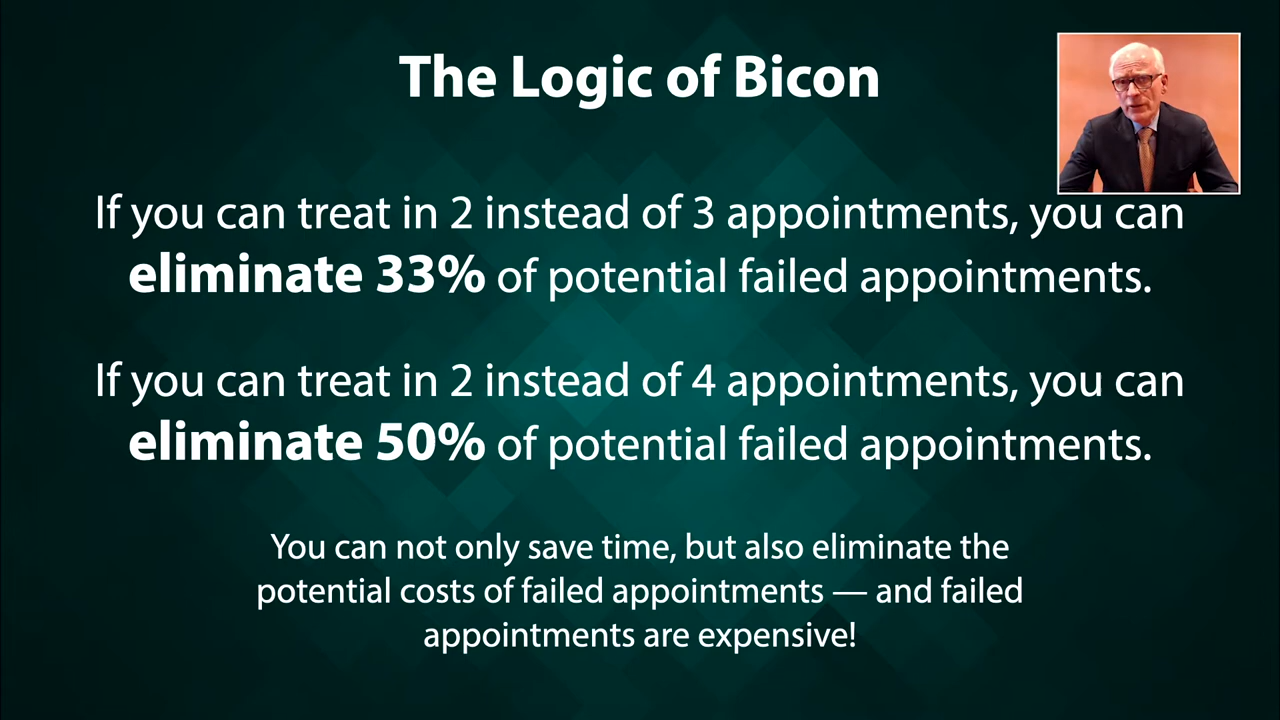 The Logic of Bicon
If you can treat in 2 instead of 3 appointments, you can
eliminate 33% of potential failed appointments.
If you can treat in 2 instead of 4 appointments, you can
eliminate 50% of potential failed appointments.
You can not only save time, but also eliminate the
potential costs of failed appointments — and failed
appointments are expensive!